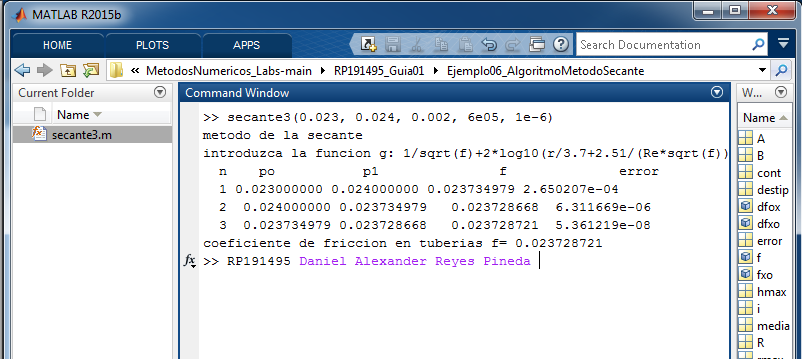 MATLAB R2015b
HOME PLOTS APPS
Search Documentation
« MetodosNumericos_Labs-main ▸ RP191495_Guia01 ▸ Ejemplo06_AlgoritmoMetodoSecante
Current Folder
Name
secante3.m
Command Window
>> secante3(0.023, 0.024, 0.002, 6e05, 1e-6)
metodo de la secante
introduzca la funcion g: 1/sqrt(f)+2*log10(r/3.7+2.51/(Re*sqrt(f))
n po p1 f error
1 0.023000000 0.024000000 0.023734979 2.650207e-04
2 0.024000000 0.023734979 0.023728668 6.311669e-06
3 0.023734979 0.023728668 0.023728721 5.361219e-08
coeficiente de friccion en tuberias f= 0.023728721
fx >> RP191495 Daniel Alexander Reyes Pineda
W...
Name
A
B
cont
destip
dfox
dfxo
error
f
fxo
hmax
i
media
R